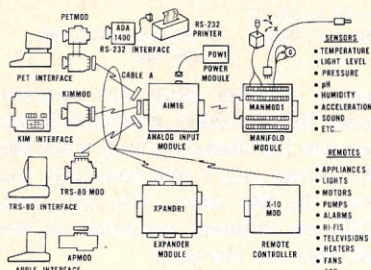 PETMOD
PET INTERFACE
ADA
1400
RS-232 INTERFACE
RS-232
PRINTER
CABLE A
KIMMOD
KIM INTERFACE
AIM16
ANALOG INPUT
MODULE
POW1
POWER
MODULE
Y
X
MANMOD1
MANIFOLD
MODULE
TRS-80 MOD
TRS-80 INTERFACE
APMOD
APPLE INTERFACE
XPANDR1
EXPANDER
MODULE
X-10
MOD
REMOTE
CONTROLLER
SENSORS
• TEMPERATURE
• LIGHT LEVEL
• PRESSURE
• pH
• HUMIDITY
• ACCELERATION
• SOUND
• ETC...
REMOTES
• APPLIANCES
• LIGHTS
• MOTORS
• PUMPS
• ALARMS
• HI-FIS
• TELEVISIONS
• HEATERS
• FANS